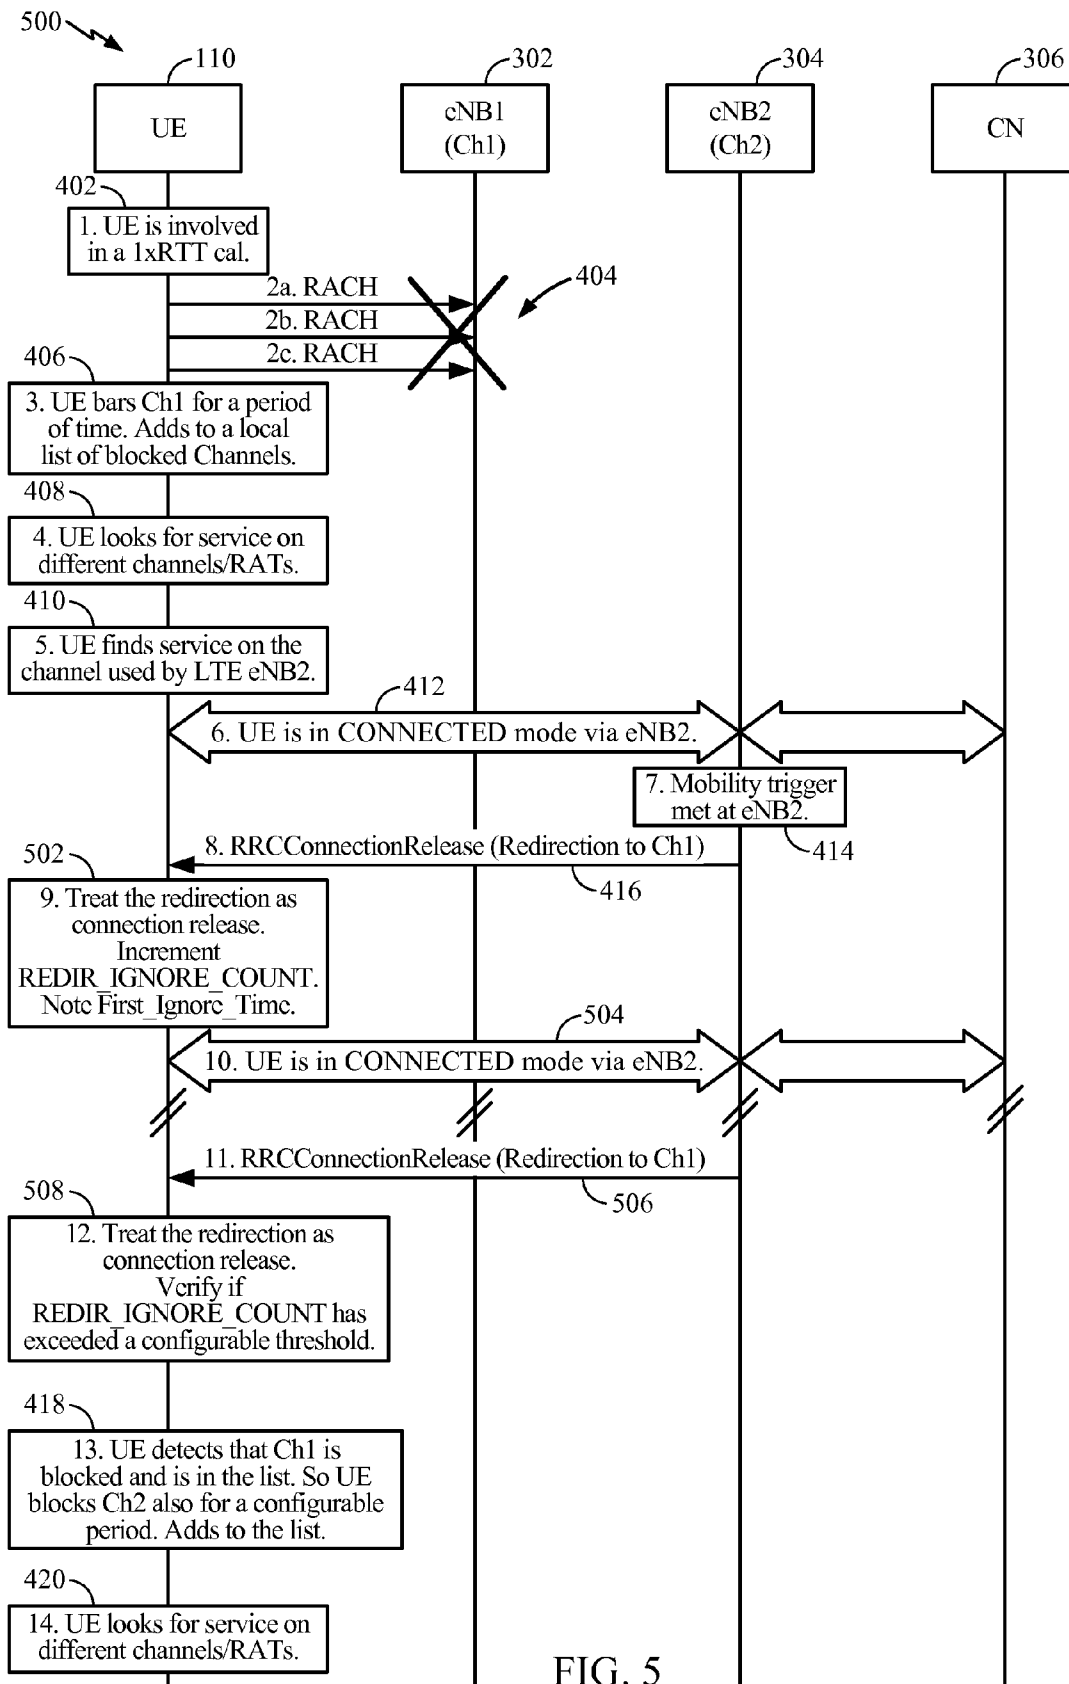 500
110
302
304
306
UE
eNB1
(Ch1)
eNB2
(Ch2)
CN
402
1. UE is involved
in a 1xRTT cal.
2a. RACH
2b. RACH
2c. RACH
404
406
3. UE bars Ch1 for a period
of time. Adds to a local
list of blocked Channels.
408
4. UE looks for service on
different channels/RATs.
410
5. UE finds service on the
channel used by LTE eNB2.
412
6. UE is in CONNECTED mode via eNB2.
7. Mobility trigger
met at eNB2.
414
8. RRCConnectionRelease (Redirection to Ch1)
416
502
9. Treat the redirection as
connection release.
Increment
REDIR_IGNORE_COUNT.
Note First_Ignore_Time.
504
10. UE is in CONNECTED mode via eNB2.
11. RRCConnectionRelease (Redirection to Ch1)
506
508
12. Treat the redirection as
connection release.
Verify if
REDIR_IGNORE_COUNT has
exceeded a configurable threshold.
418
13. UE detects that Ch1 is
blocked and is in the list. So UE
blocks Ch2 also for a configurable
period. Adds to the list.
420
14. UE looks for service on
different channels/RATs.
FIG. 5